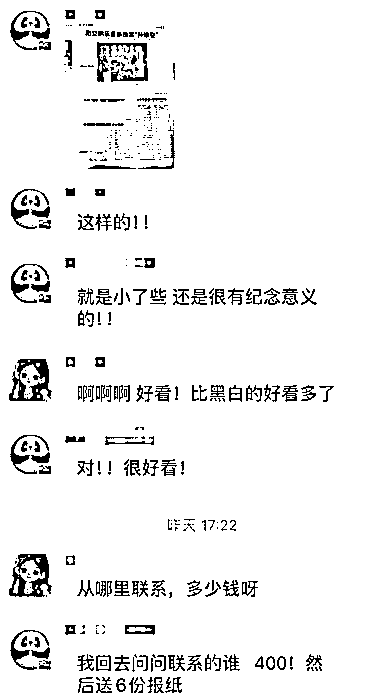 这样的！！
就是小了些 还是很有纪念意义
的！！
啊啊啊 好看！比黑白的好看多了
对！！很好看！
昨天 17:22
从哪里联系，多少钱呀
我回去问问联系的谁 400！然
后送6份报纸